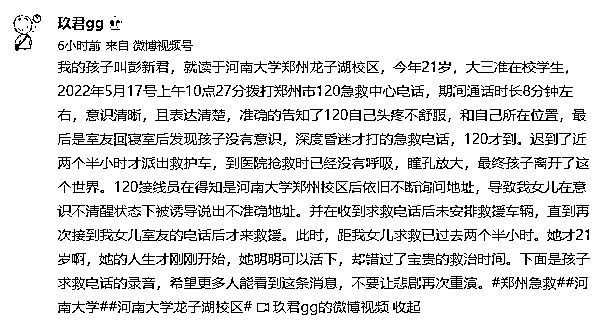 玖君gg
6小时前 来自 微博视频号
我的孩子叫彭新君，就读于河南大学郑州龙子湖校区，今年21岁，大三准在校学生，
2022年5月17号上午10点27分拨打郑州市120急救中心电话，期间通话时长8分钟左
右，意识清晰，且表达清楚，准确的告知了120自己头疼不舒服，和自己所在位置，最
后是室友回寝室后发现孩子没有意识，深度昏迷才打的急救电话，120才到。迟到了近
两个半小时才派出救护车，到医院抢救时已经没有呼吸，瞳孔放大，最终孩子离开了这
个世界。120接线员在得知是河南大学郑州校区后依旧不断询问地址，导致我女儿在意
识不清醒状态下被诱导说出不准确地址。并在收到求救电话后未安排救援车辆，直到再
次接到我女儿室友的电话后才来救援。此时，距我女儿求救已过去两个半小时。她才21
岁啊，她的人生才刚刚开始，她明明可以活下，却错过了宝贵的救治时间。下面是孩子
求救电话的录音，希望更多人能看到这条消息，不要让悲剧再次重演。#郑州急救##河
南大学##河南大学龙子湖校区# 玖君gg的微博视频 收起